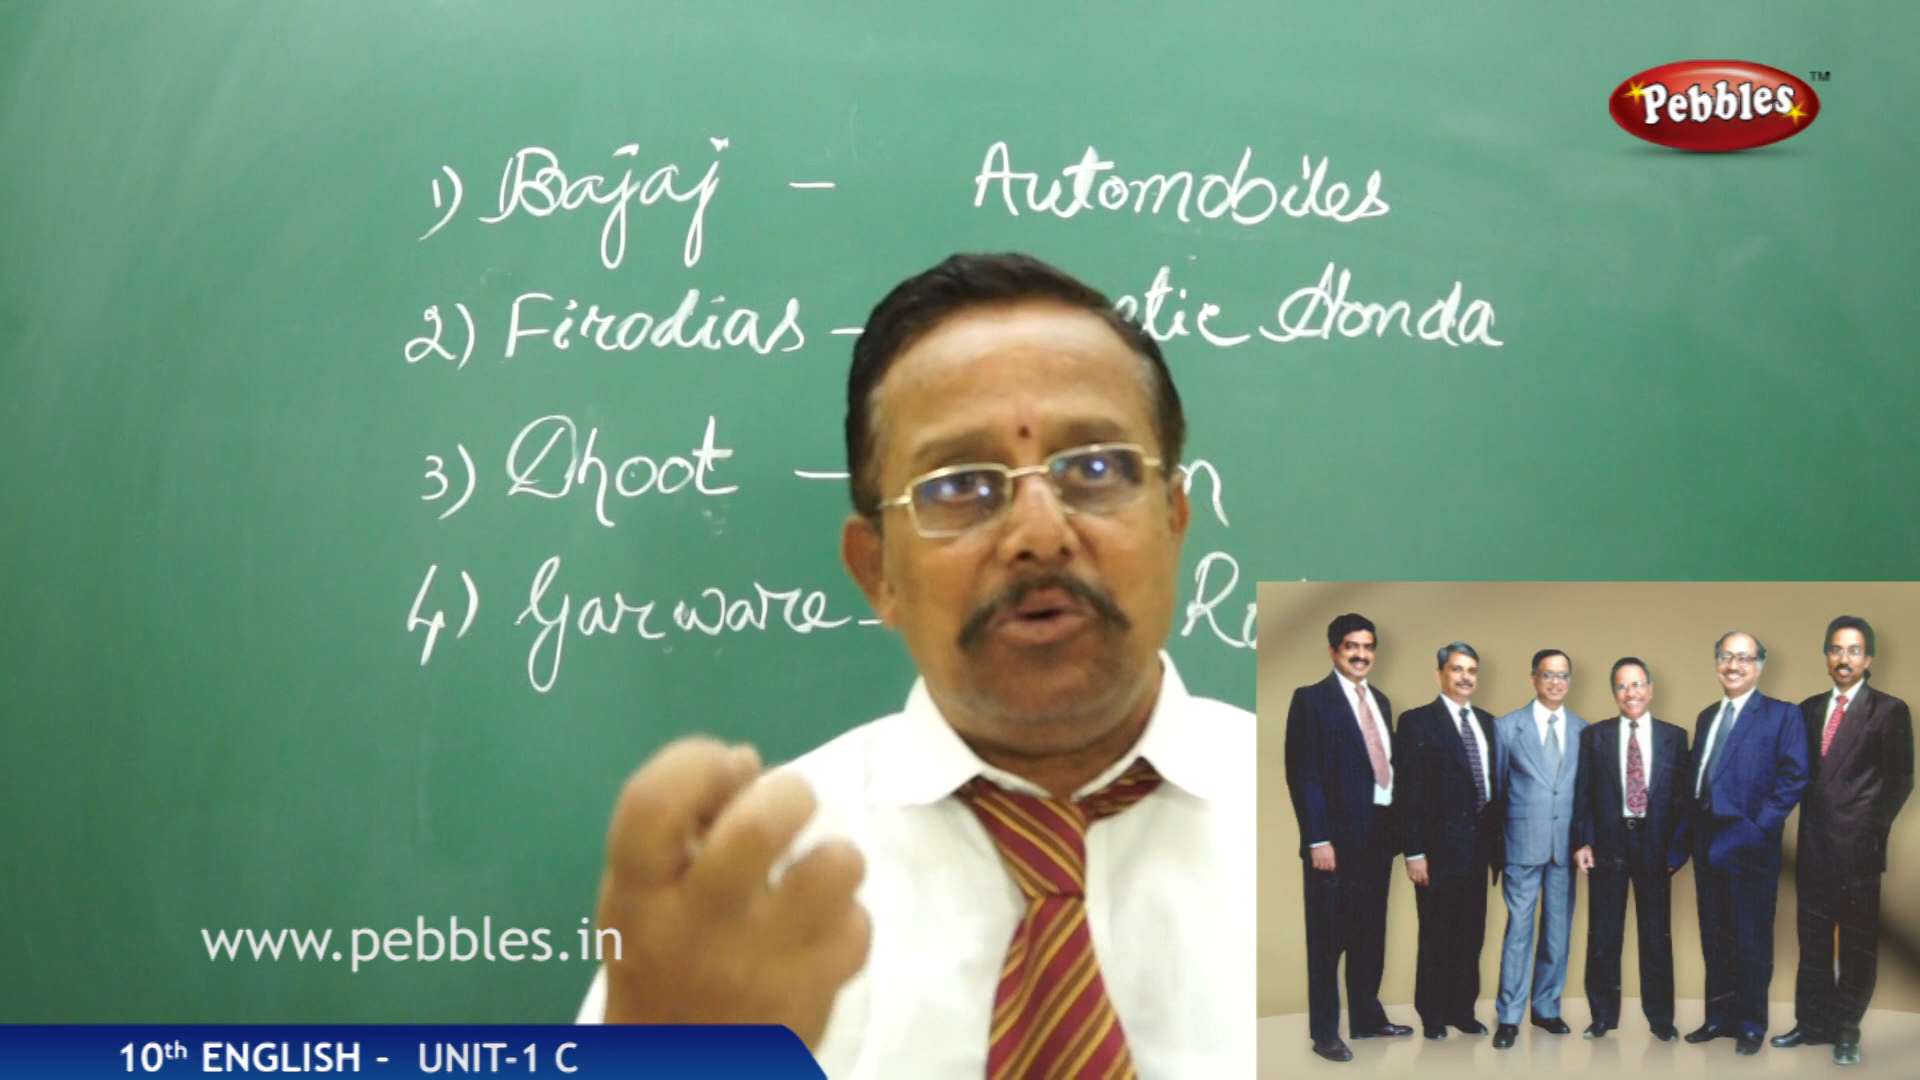 Pebbles TM
1) Bajaj - Automobiles
2) Firodias - etic Honda
3) Dhoot - n
4) Garware -
www.pebbles.in
10th ENGLISH - UNIT-1 C